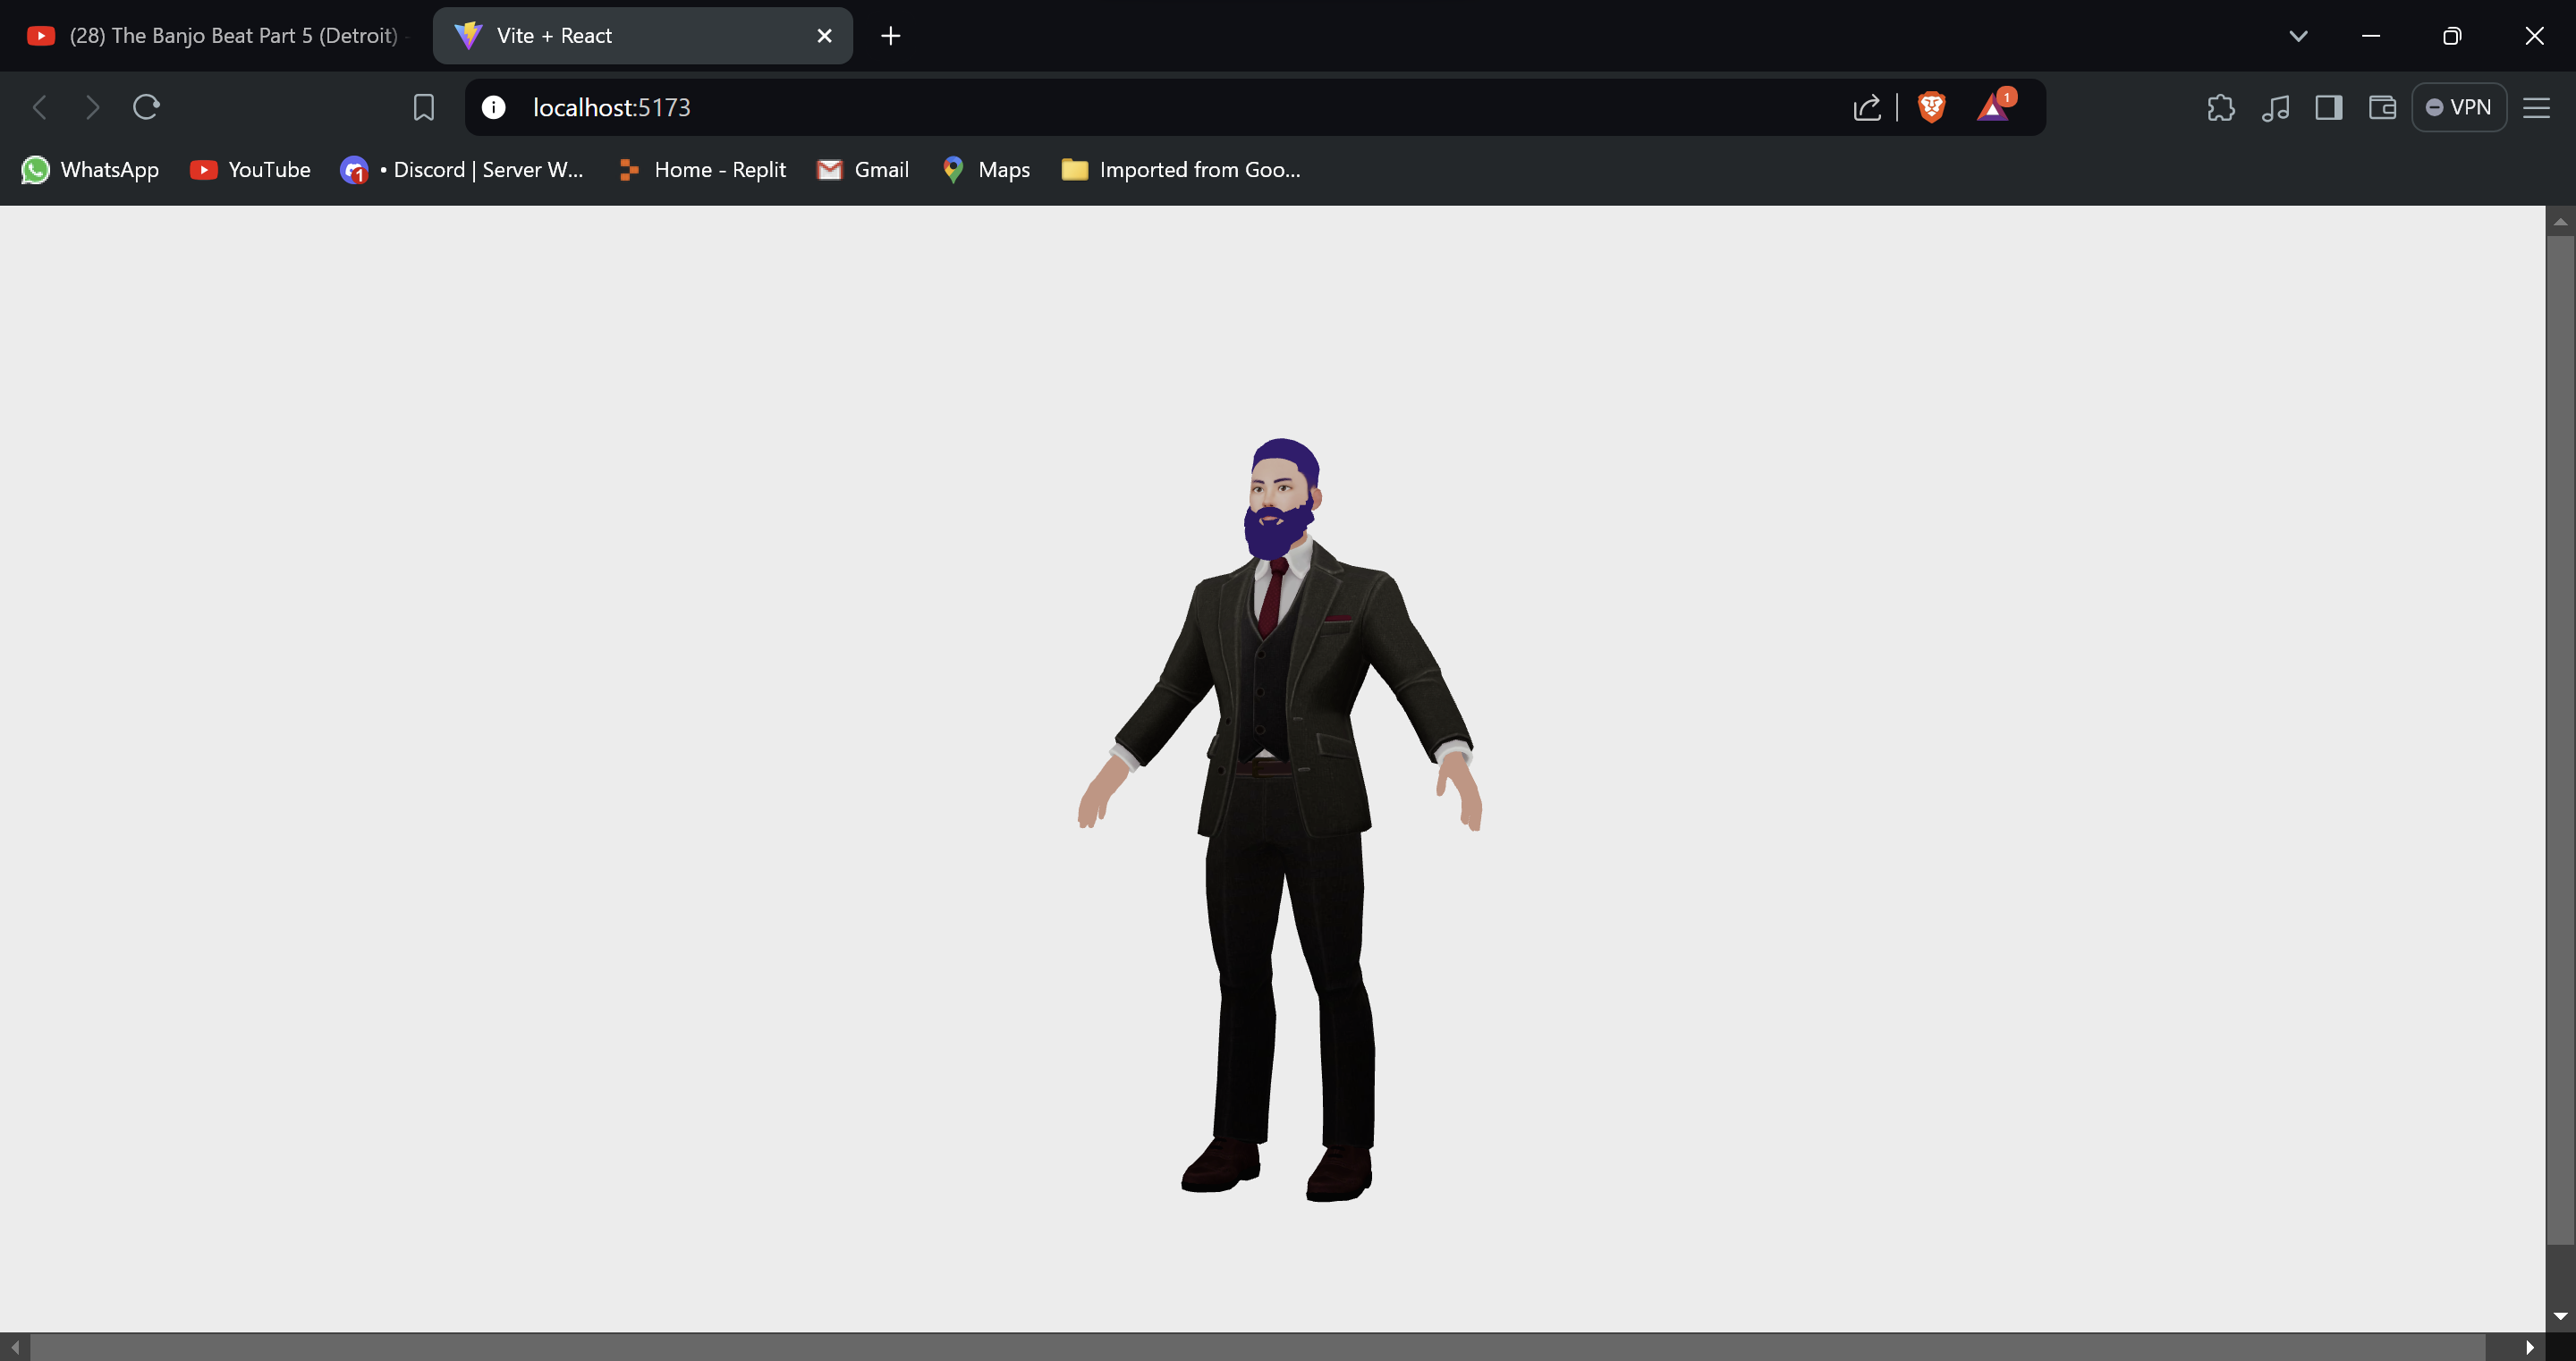 (28) The Banjo Beat Part 5 (Detroit) -
Vite + React
localhost:5173
1
VPN
WhatsApp
YouTube
1
• Discord | Server W...
Home - Replit
Gmail
Maps
Imported from Goo...